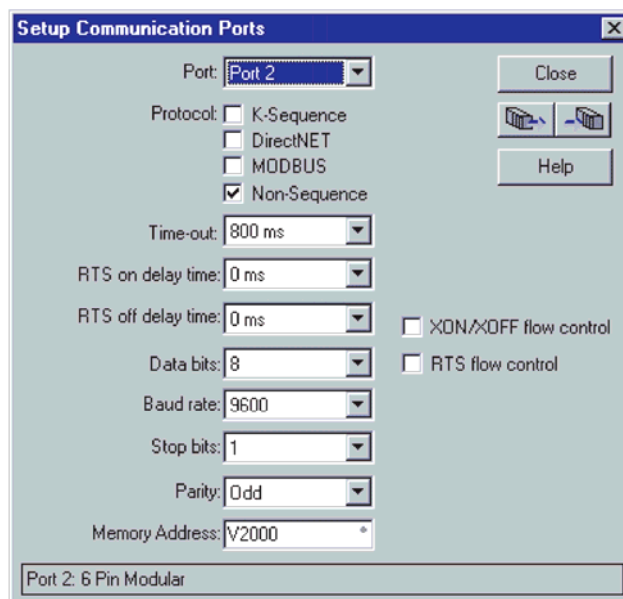 Setup Communication Ports
Port: Port 2
Close
Protocol: K-Sequence
DirectNET
MODBUS
Help
Non-Sequence
Time-out: 800 ms
RTS on delay time: 0 ms
RTS off delay time: 0 ms
XON/XOFF flow control
Data bits: 8
RTS flow control
Baud rate: 9600
Stop bits: 1
Parity: Odd
Memory Address: V2000
Port 2: 6 Pin Modular